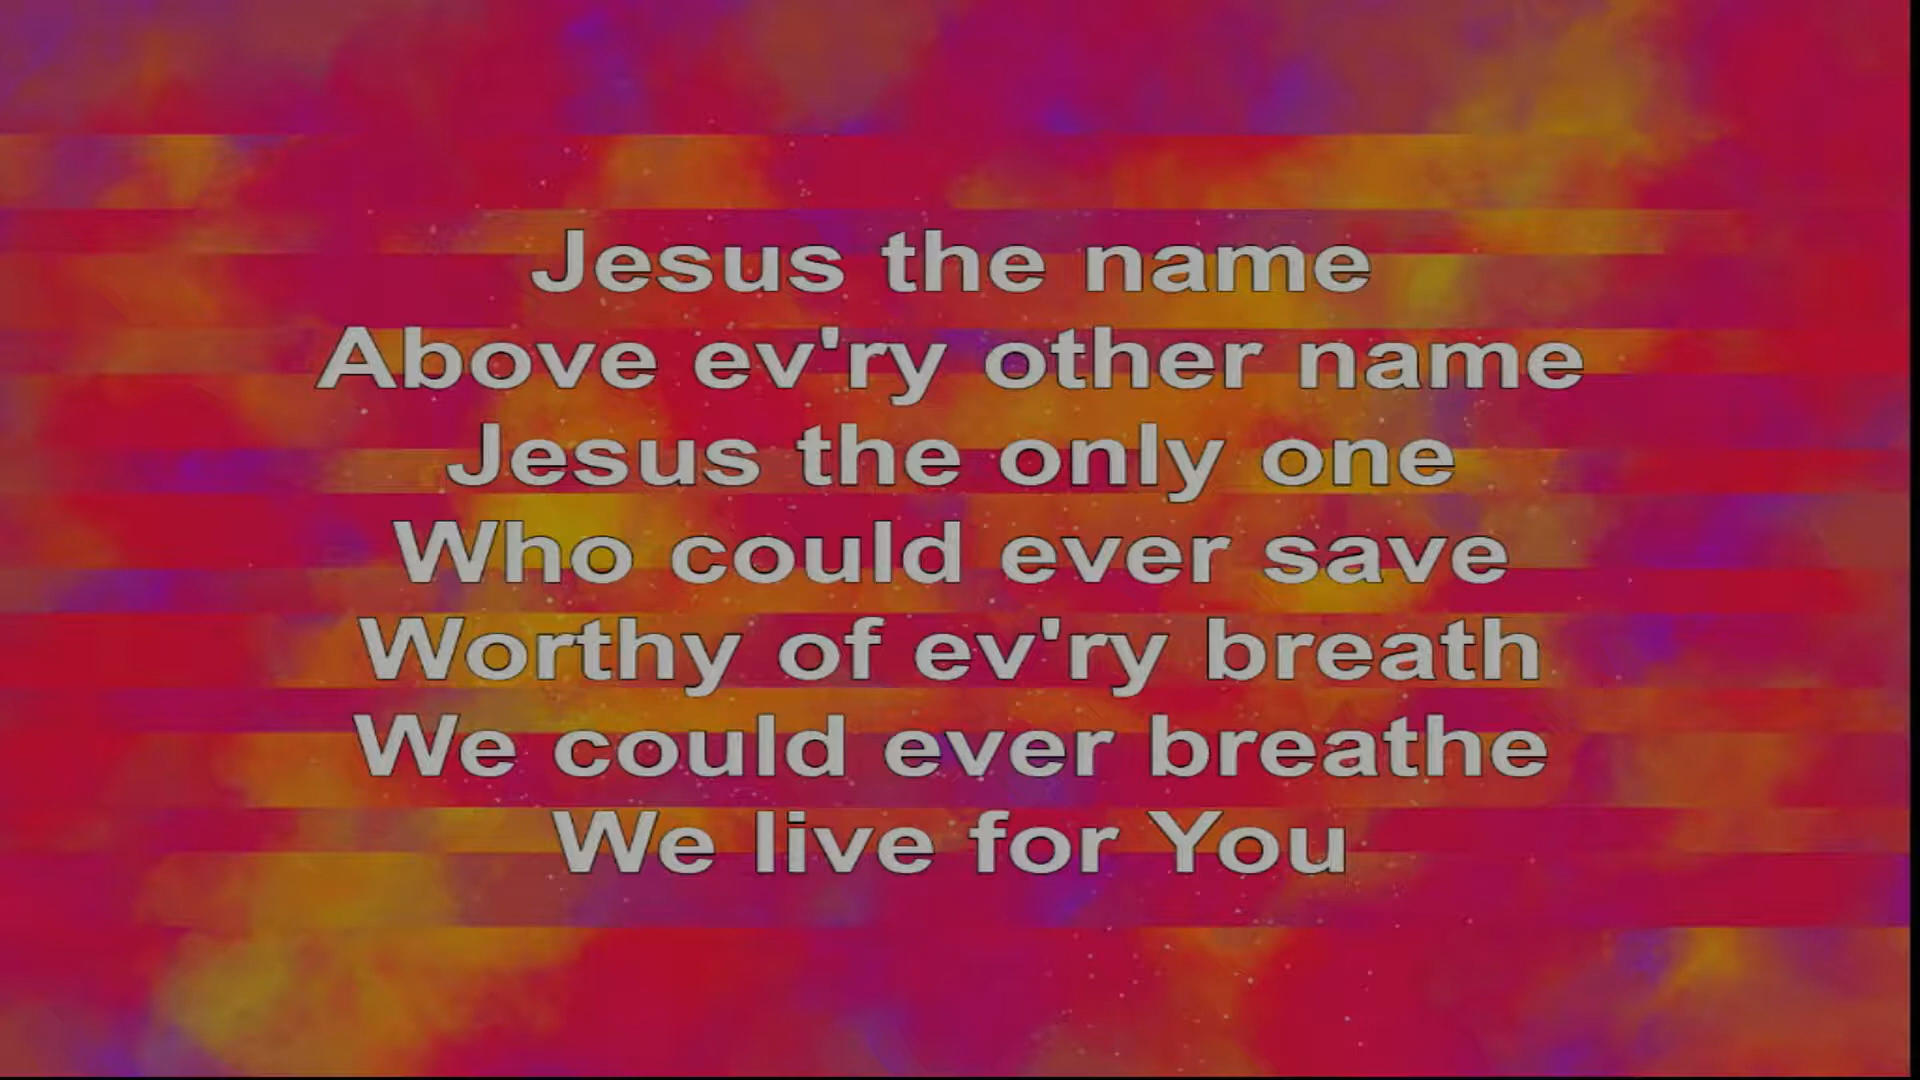 Jesus the name
Above ev'ry other name
Jesus the only one
Who could ever save
Worthy of ev'ry breath
We could ever breathe
We live for You